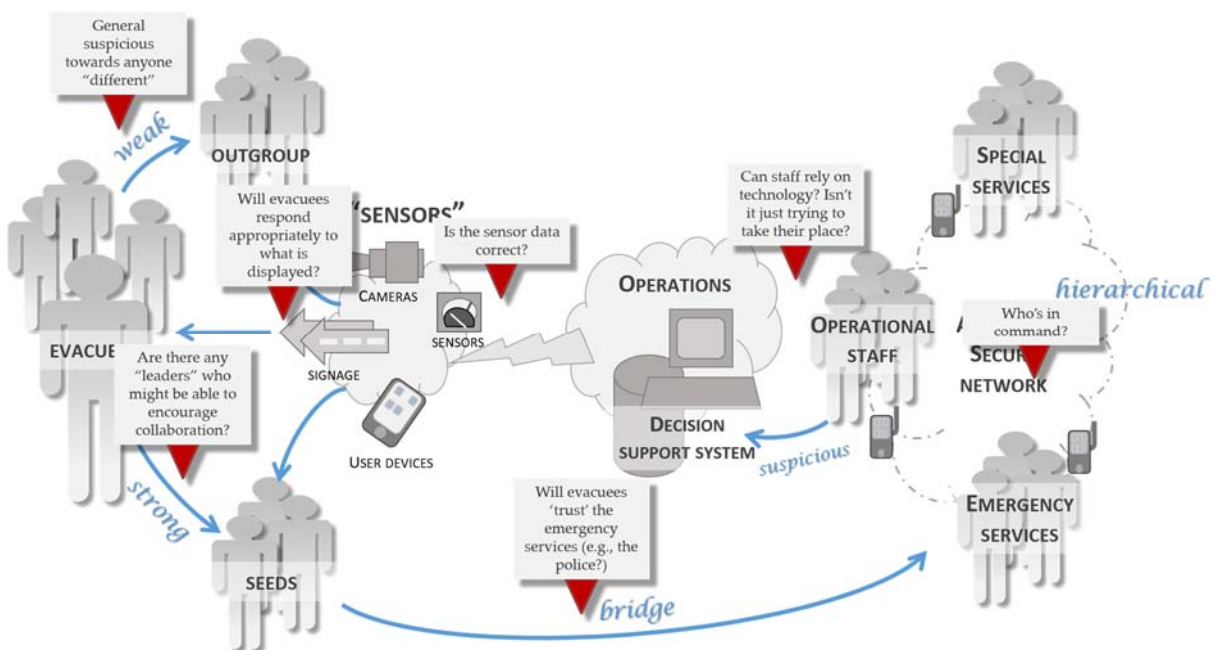 General
suspicious
towards anyone
“different”
weak
OUTGROUP
Will evacuees
respond
appropriately to
what is
displayed?
“SENSORS”
Is the sensor data
correct?
CAMERAS
SENSORS
SIGNAGE
USER DEVICES
EVACUE
Are there any
“leaders” who
might be able to
encourage
collaboration?
strong
SEEDS
Will evacuees
‘trust’ the
emergency
services (e.g., the
police?)
bridge
OPERATIONS
DECISION
SUPPORT SYSTEM
suspicious
Can staff rely on
technology? Isn’t
it just trying to
take their place?
OPERATIONAL
STAFF
SPECIAL
SERVICES
hierarchical
Who’s in
command?
NETWORK
EMERGENCY
SERVICES